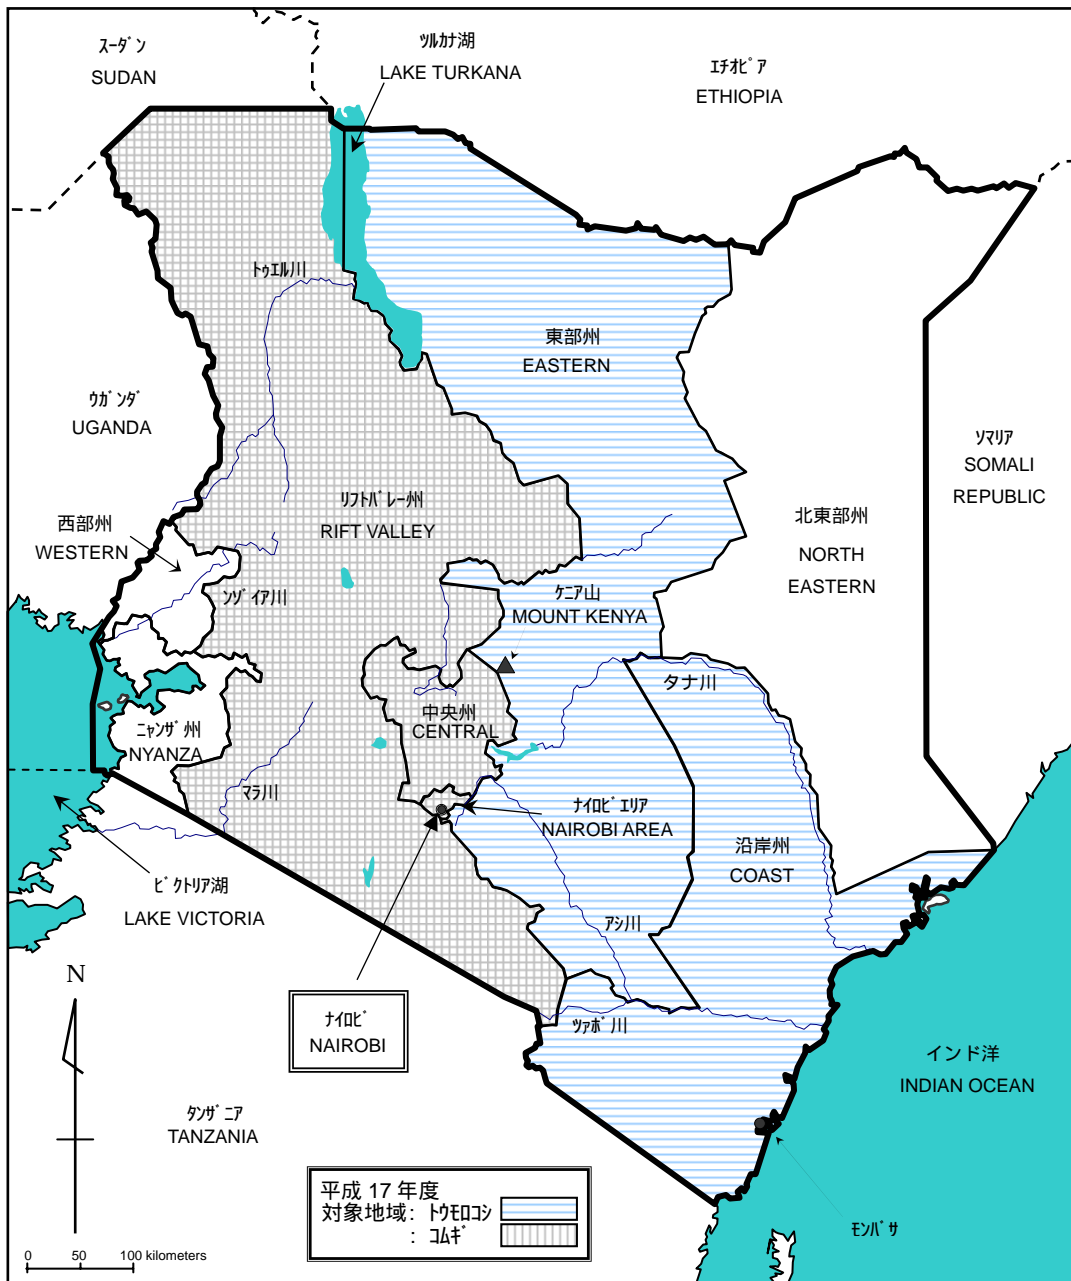 ｽｰﾀﾞﾝ
SUDAN
ﾂﾙｶﾅ湖
LAKE TURKANA
ｴﾁｵﾋﾟｱ
ETHIOPIA
ﾄｩｴﾙ川
東部州
EASTERN
ｳｶﾞﾝﾀﾞ
UGANDA
ｿﾏﾘｱ
SOMALI
REPUBLIC
ﾘﾌﾄﾊﾞﾚｰ州
RIFT VALLEY
西部州
WESTERN
北東部州
NORTH
EASTERN
ﾝｿﾞｲｱ川
ｹﾆｱ山
MOUNT KENYA
タナ川
中央州
CENTRAL
ﾆｬﾝｻﾞ州
NYANZA
ﾏﾗ川
ﾅｲﾛﾋﾞｴﾘｱ
NAIROBI AREA
沿岸州
COAST
ﾋﾞｸﾄﾘｱ湖
LAKE VICTORIA
ｱｼ川
N
ﾅｲﾛﾋﾞ
NAIROBI
ﾂｧﾎﾞ川
インド洋
INDIAN OCEAN
ﾀﾝｻﾞﾆｱ
TANZANIA
平成 17 年度
対象地域: ﾄｳﾓﾛｺｼ
: ｺﾑｷﾞ
ﾓﾝﾊﾞｻ
0 50 100 kilometers